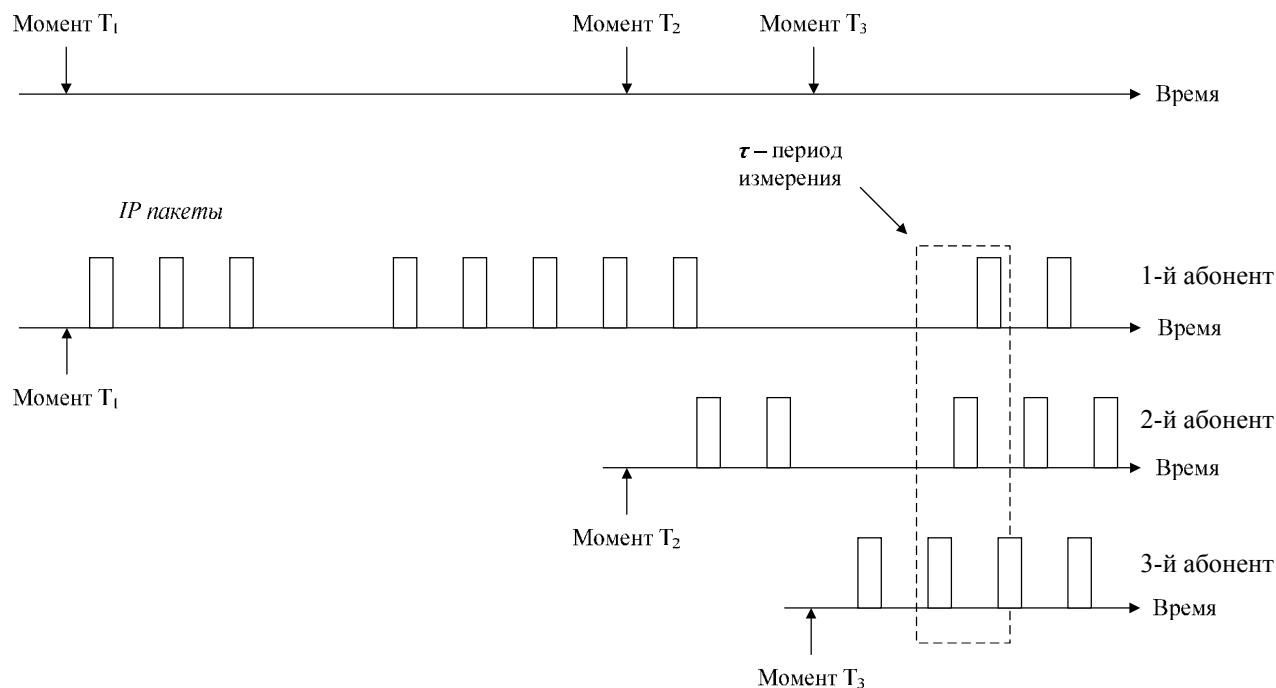 Момент T₁
Момент T₂
Момент T₃
Время
τ – период
измерения
IP пакеты
1-й абонент
Время
Момент T₁
2-й абонент
Время
Момент T₂
3-й абонент
Время
Момент T₃